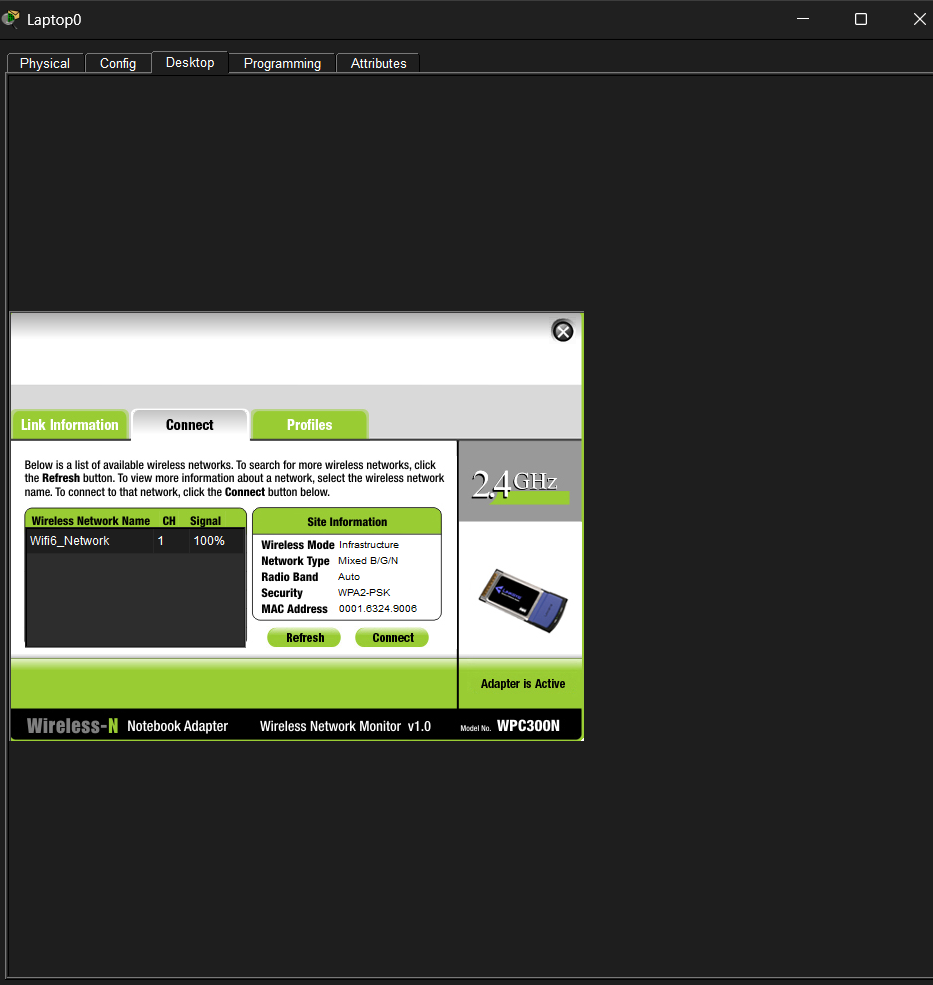 Laptop0
Physical Config Desktop Programming Attributes
Link Information Connect Profiles
Below is a list of available wireless networks. To search for more wireless networks, click
the Refresh button. To view more information about a network, select the wireless network
name. To connect to that network, click the Connect button below.
2.4GHz
Wireless Network Name CH Signal
Wifi6_Network 1 100%
Site Information
Wireless Mode Infrastructure
Network Type Mixed B/G/N
Radio Band Auto
Security WPA2-PSK
MAC Address 0001.6324.9006
Refresh Connect
Adapter is Active
Wireless-N Notebook Adapter Wireless Network Monitor v1.0 Model No. WPC300N